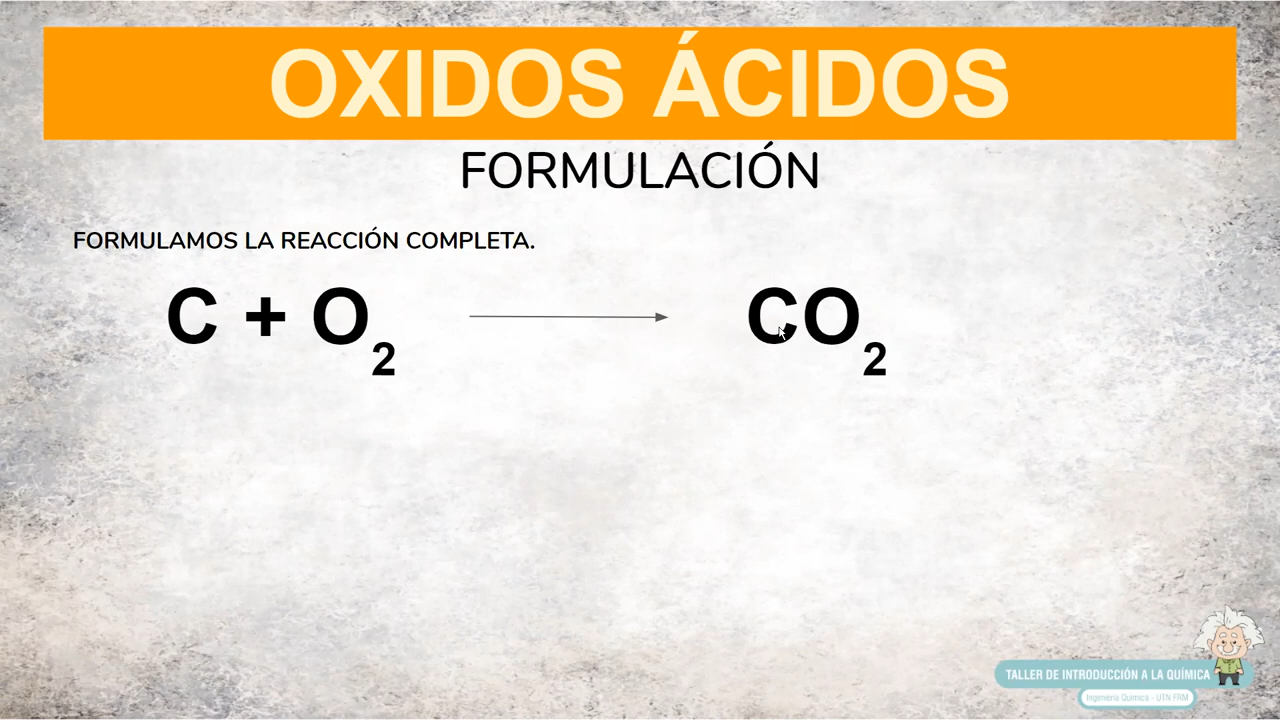 OXIDOS ÁCIDOS
FORMULACIÓN
FORMULAMOS LA REACCIÓN COMPLETA.
C + O₂ → CO₂
TALLER DE INTRODUCCIÓN A LA QUÍMICA
Ingeniería Química - UTN FRM